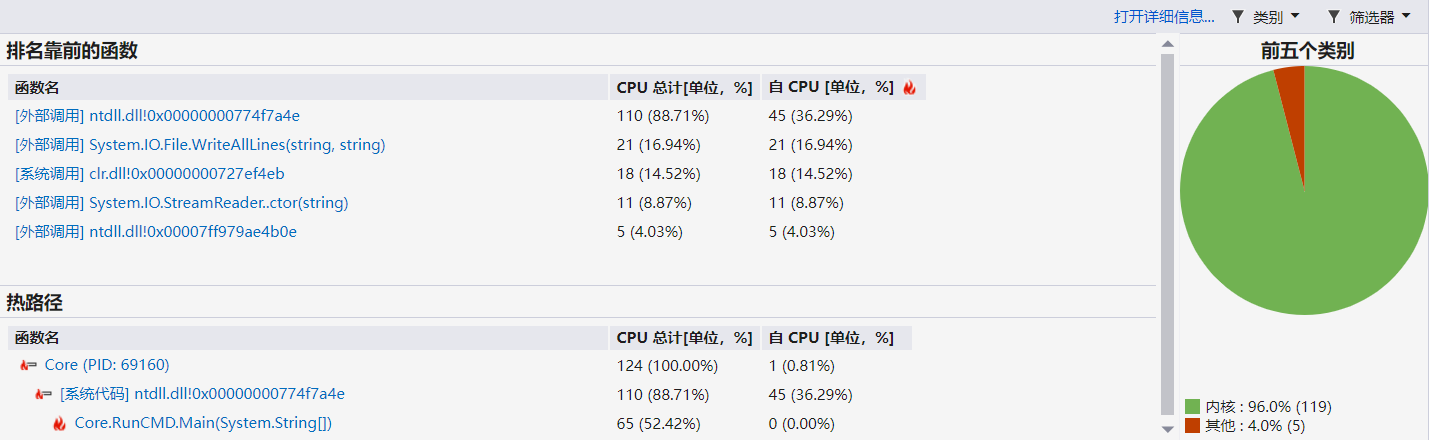 打开详细信息... 类别 筛选器
排名靠前的函数
函数名 CPU 总计[单位，%] 自 CPU [单位，%]
[外部调用] ntdll.dll!0x00000000774f7a4e 110 (88.71%) 45 (36.29%)
[外部调用] System.IO.File.WriteAllLines(string, string) 21 (16.94%) 21 (16.94%)
[系统调用] clr.dll!0x00000000727ef4eb 18 (14.52%) 18 (14.52%)
[外部调用] System.IO.StreamReader..ctor(string) 11 (8.87%) 11 (8.87%)
[外部调用] ntdll.dll!0x00007ff979ae4b0e 5 (4.03%) 5 (4.03%)
热路径
函数名 CPU 总计[单位，%] 自 CPU [单位，%]
Core (PID: 69160) 124 (100.00%) 1 (0.81%)
[系统代码] ntdll.dll!0x00000000774f7a4e 110 (88.71%) 45 (36.29%)
Core.RunCMD.Main(System.String[]) 65 (52.42%) 0 (0.00%)
前五个类别
内核 : 96.0% (119)
其他 : 4.0% (5)